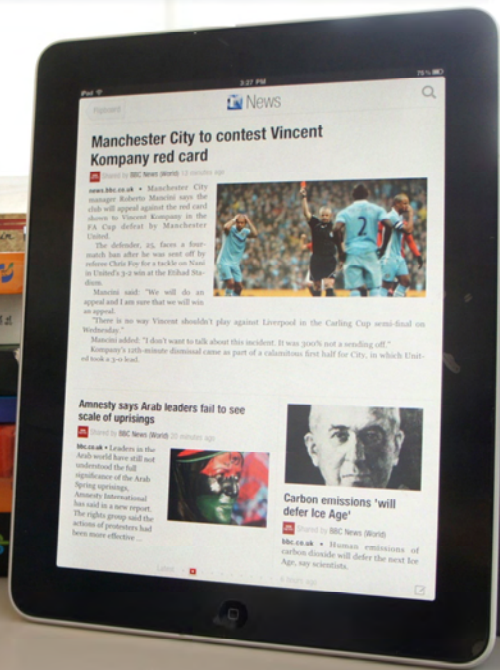 iPad
3:27 PM
79%
Flipboard
News
Manchester City to contest Vincent
Kompany red card
Shared by BBC News (World) 13 minutes ago
news.bbc.co.uk • Manchester City
manager Roberto Mancini says the
club will appeal against the red card
shown to Vincent Kompany in the
FA Cup defeat by Manchester
United.
The defender, 25, faces a four-
match ban after he was sent off by
referee Chris Foy for a tackle on Nani
in United's 3-2 win at the Etihad Sta-
dium.
Mancini said: "We will do an
appeal and I am sure that we will win
an appeal.
"There is no way Vincent shouldn't play against Liverpool in the Carling Cup semi-final on
Wednesday."
Mancini added: "I don't want to talk about this incident. It was 300% not a sending off."
Kompany's 12th-minute dismissal came as part of a calamitous first half for City, in which Unit-
ed took a 3-0 lead.
2
Amnesty says Arab leaders fail to see
scale of uprisings
Shared by BBC News (World) 35 minutes ago
bbc.co.uk • Leaders in the
Arab world have still not
understood the full
significance of the Arab
Spring uprisings,
Amnesty International
has said in a new report.
The rights group said the
actions of protesters had
been more effective ...
Carbon emissions 'will
defer Ice Age'
Shared by BBC News (World)
bbc.co.uk • Human emissions of
carbon dioxide will defer the next Ice
Age, say scientists.
Latest
8 hours ago